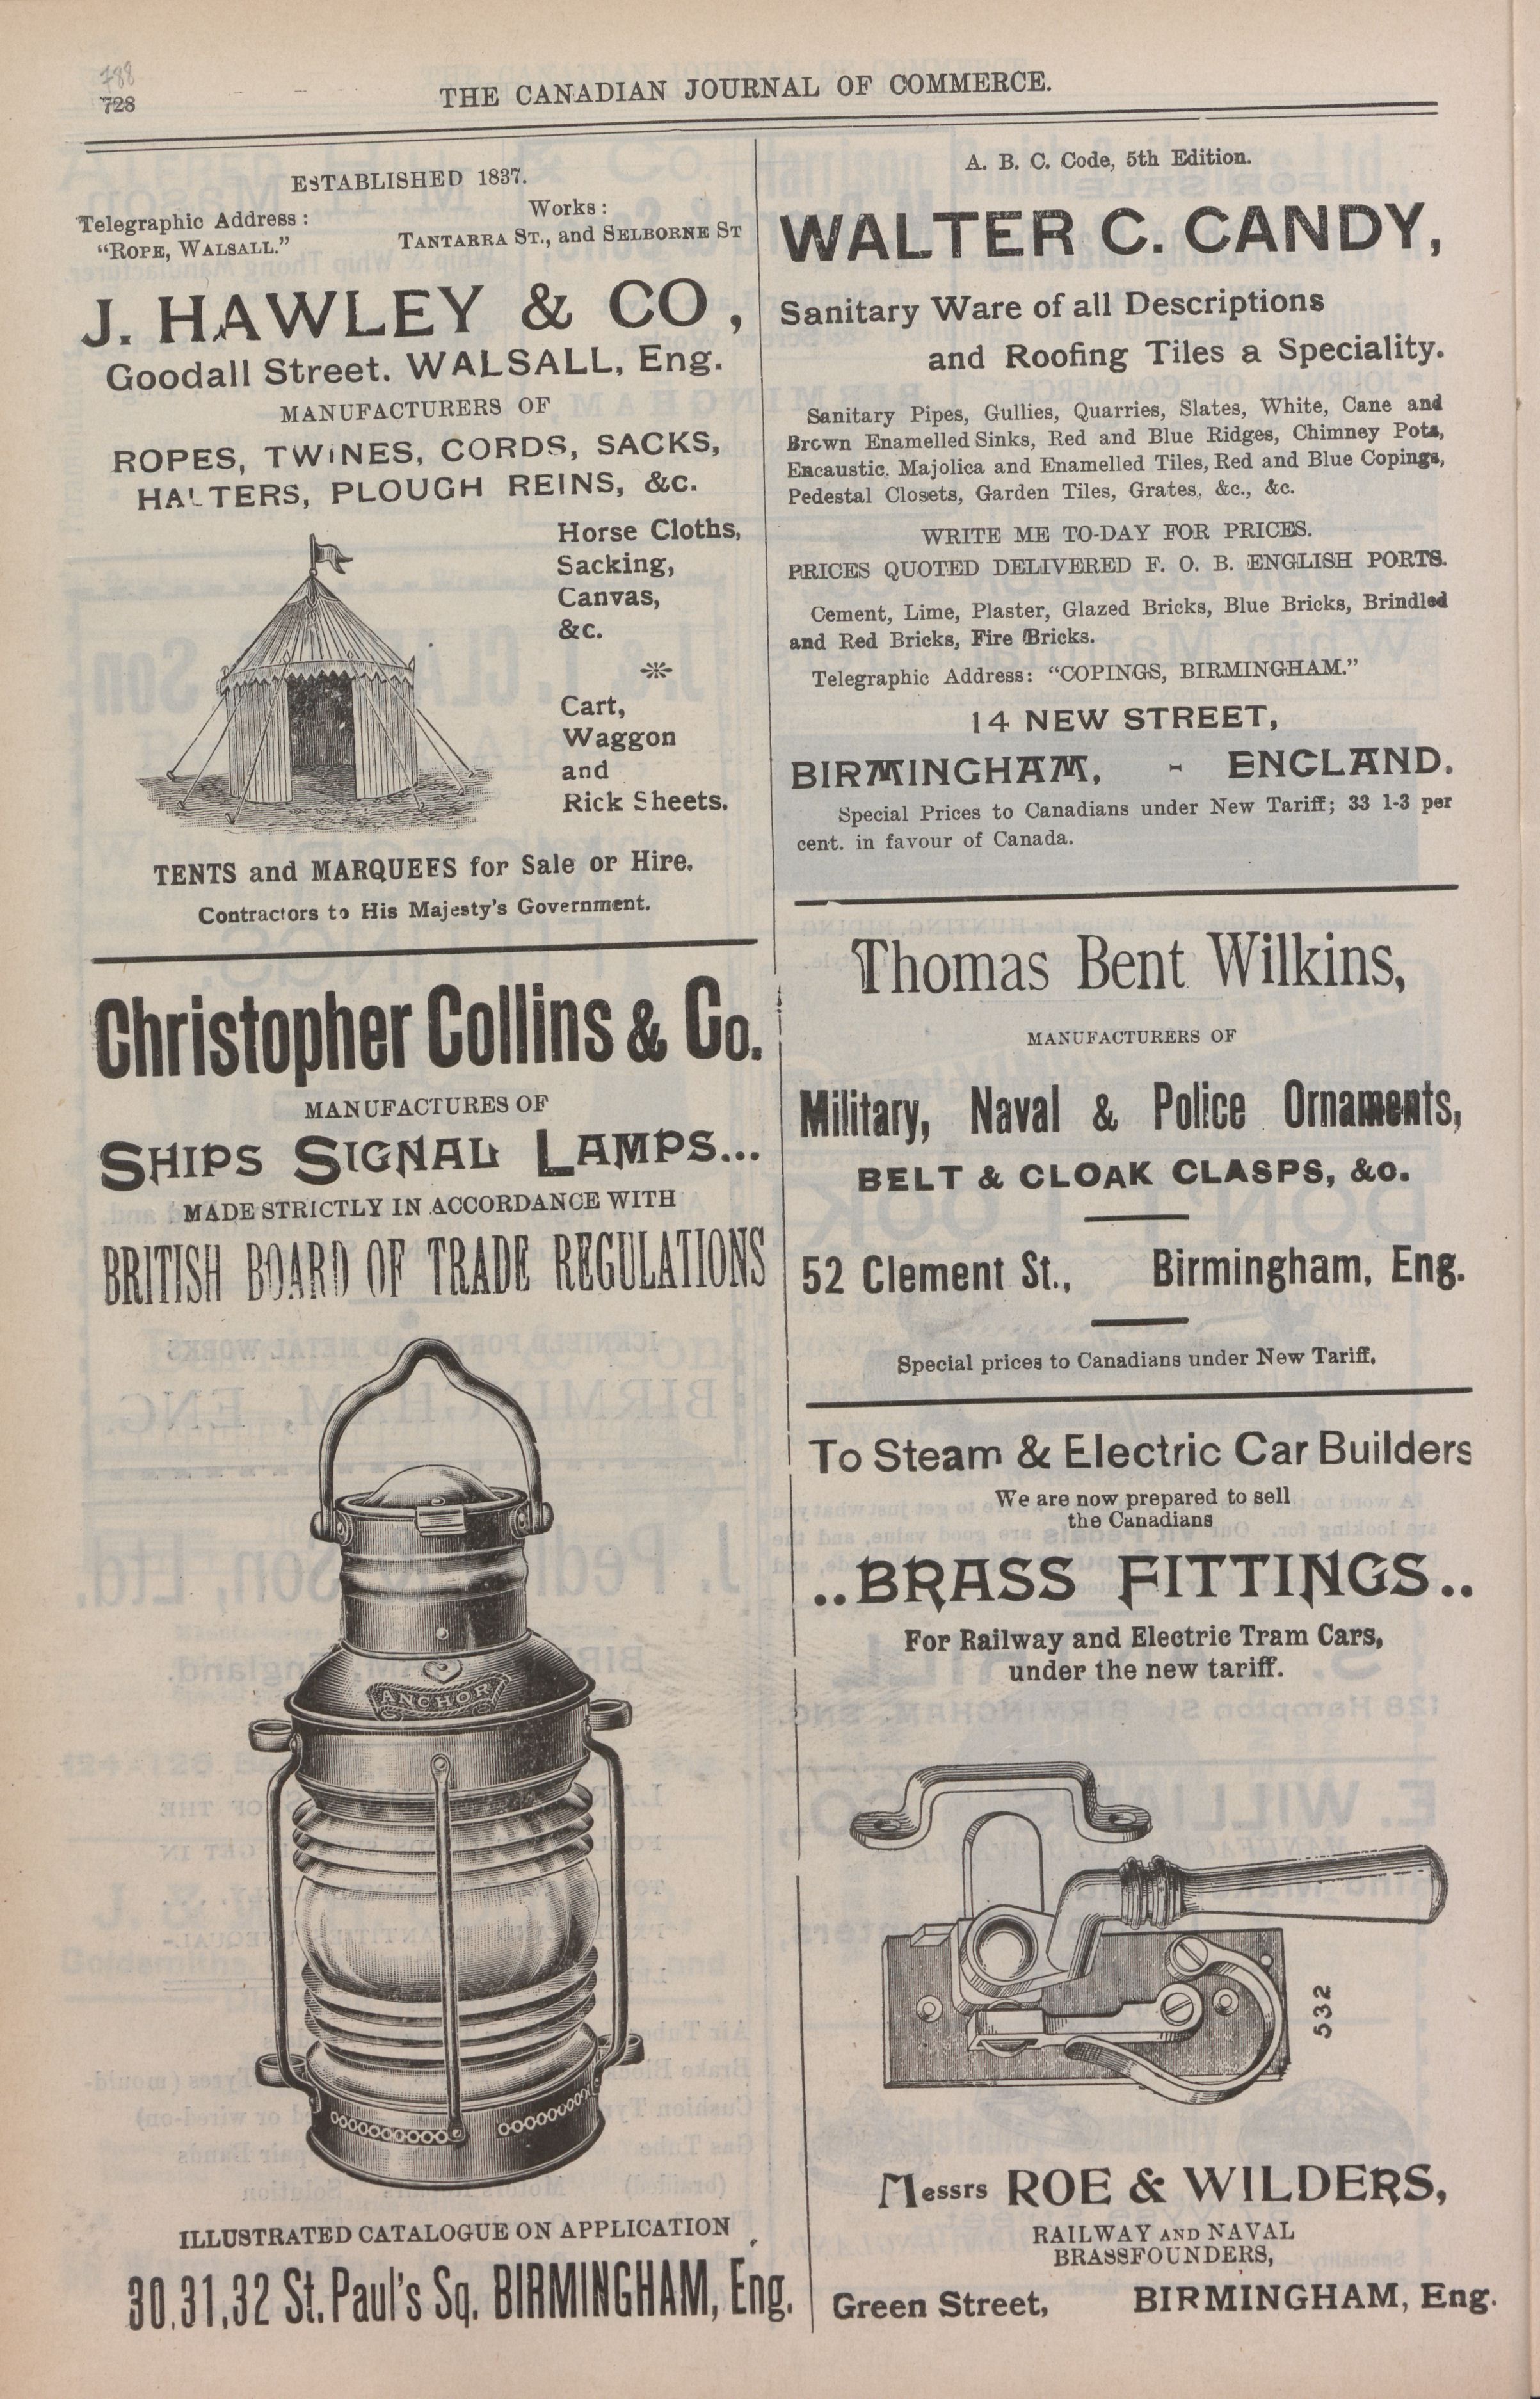 788
728
THE CANADIAN JOURNAL OF COMMERCE.
ESTABLISHED 1837.
Telegraphic Address:
"ROPE, WALSALL."
Works:
TANTARRA ST., and SELBORNE ST
J. HAWLEY & CO,
Goodall Street. WALSALL, Eng.
MANUFACTURERS OF
ROPES, TWINES, CORDS, SACKS,
HALTERS, PLOUGH REINS, &c.
Horse Cloths,
Sacking,
Canvas,
&c.
Cart,
Waggon
and
Rick Sheets.
TENTS and MARQUEES for Sale or Hire.
Contractors to His Majesty's Government.
Christopher Collins & Co.
MANUFACTURES OF
SHIPS SIGNAL LAMPS...
MADE STRICTLY IN ACCORDANCE WITH
BRITISH BOARD OF TRADE REGULATIONS
ANCHOR
ILLUSTRATED CATALOGUE ON APPLICATION
30.31,32 St. Paul's Sq. BIRMINGHAM, Eng.
A. B. C. Code, 5th Edition.
WALTER C. CANDY,
Sanitary Ware of all Descriptions
and Roofing Tiles a Speciality.
Sanitary Pipes, Gullies, Quarries, Slates, White, Cane and
Brown Enamelled Sinks, Red and Blue Ridges, Chimney Pots,
Encaustic. Majolica and Enamelled Tiles, Red and Blue Copings,
Pedestal Closets, Garden Tiles, Grates, &c., &c.
WRITE ME TO-DAY FOR PRICES.
PRICES QUOTED DELIVERED F. O. B. ENGLISH PORTS.
Cement, Lime, Plaster, Glazed Bricks, Blue Bricks, Brindled
and Red Bricks, Fire Bricks.
Telegraphic Address: "COPINGS, BIRMINGHAM."
14 NEW STREET,
BIRMINGHAM, - ENGLAND.
Special Prices to Canadians under New Tariff; 33 1-3 per
cent. in favour of Canada.
Thomas Bent Wilkins,
MANUFACTURERS OF
Military, Naval & Police Ornaments,
BELT & CLOAK CLASPS, &c.
52 Clement St., Birmingham, Eng.
Special prices to Canadians under New Tariff.
To Steam & Electric Car Builders
We are now prepared to sell
the Canadians
..BRASS FITTINGS..
For Railway and Electric Tram Cars,
under the new tariff.
532
Messrs ROE & WILDERS,
RAILWAY AND NAVAL
BRASSFOUNDERS,
Green Street, BIRMINGHAM, Eng.